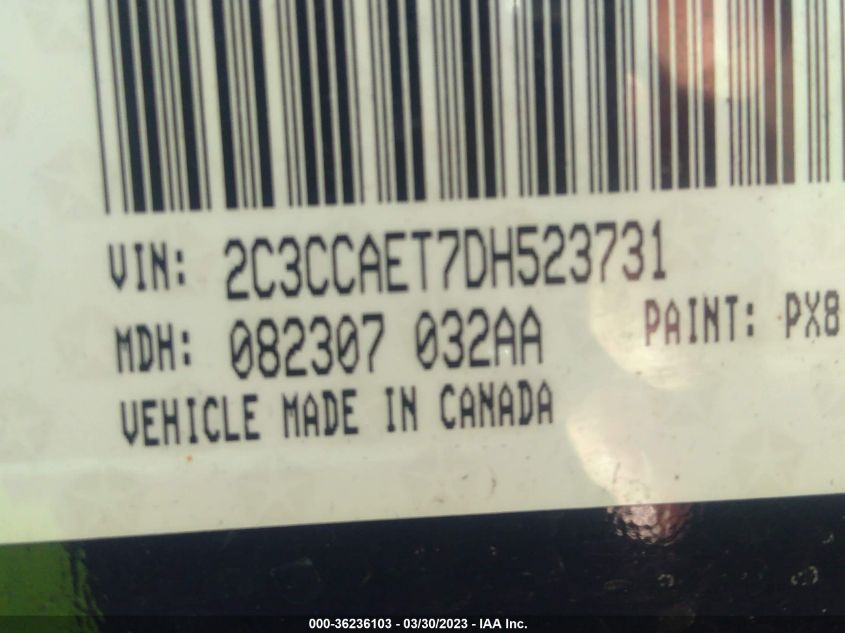 VIN: 2C3CCAET7DH523731
MDH: 082307 032AA PAINT: PX8
VEHICLE MADE IN CANADA
000-36236103 - 03/30/2023 - IAA Inc.